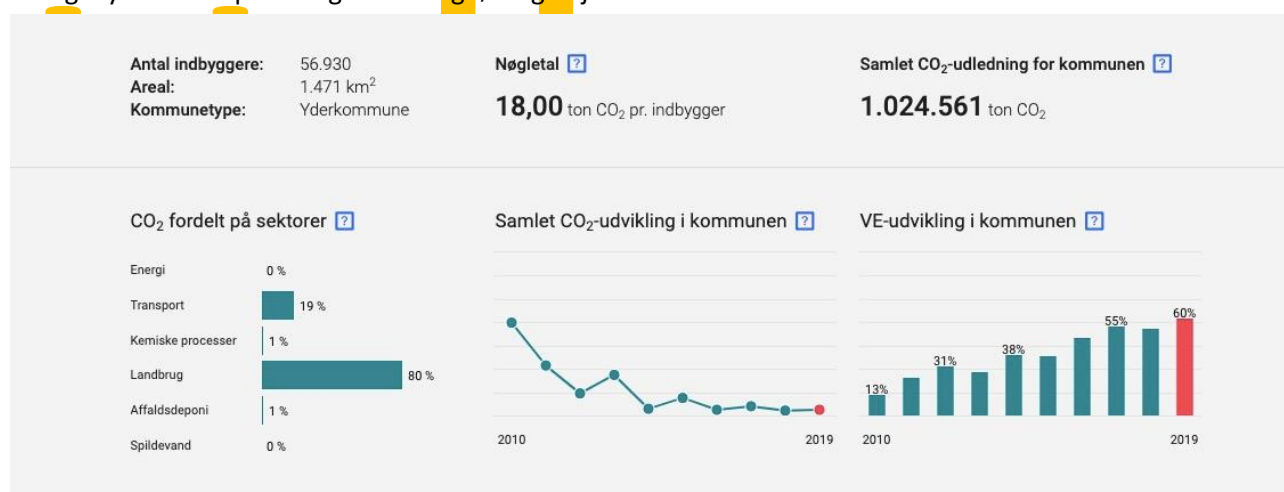 Antal indbyggere: 56.930
Areal: 1.471 km²
Kommunetype: Yderkommune
Nøgletal ?
18,00 ton CO₂ pr. indbygger
Samlet CO₂-udledning for kommunen ?
1.024.561 ton CO₂
CO₂ fordelt på sektorer ?
Energi 0 %
Transport 19 %
Kemiske processer 1 %
Landbrug 80 %
Affaldsdeponi 1 %
Spildevand 0 %
Samlet CO₂-udvikling i kommunen ?
2010 2019
VE-udvikling i kommunen ?
13% 31% 38% 55% 60%
2010 2019